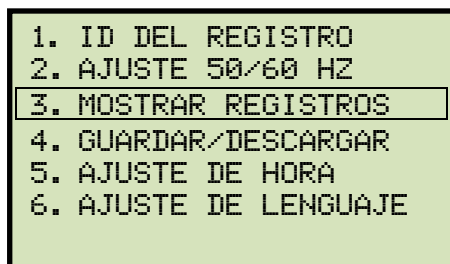 1. ID DEL REGISTRO
2. AJUSTE 50/60 HZ
3. MOSTRAR REGISTROS
4. GUARDAR/DESCARGAR
5. AJUSTE DE HORA
6. AJUSTE DE LENGUAJE